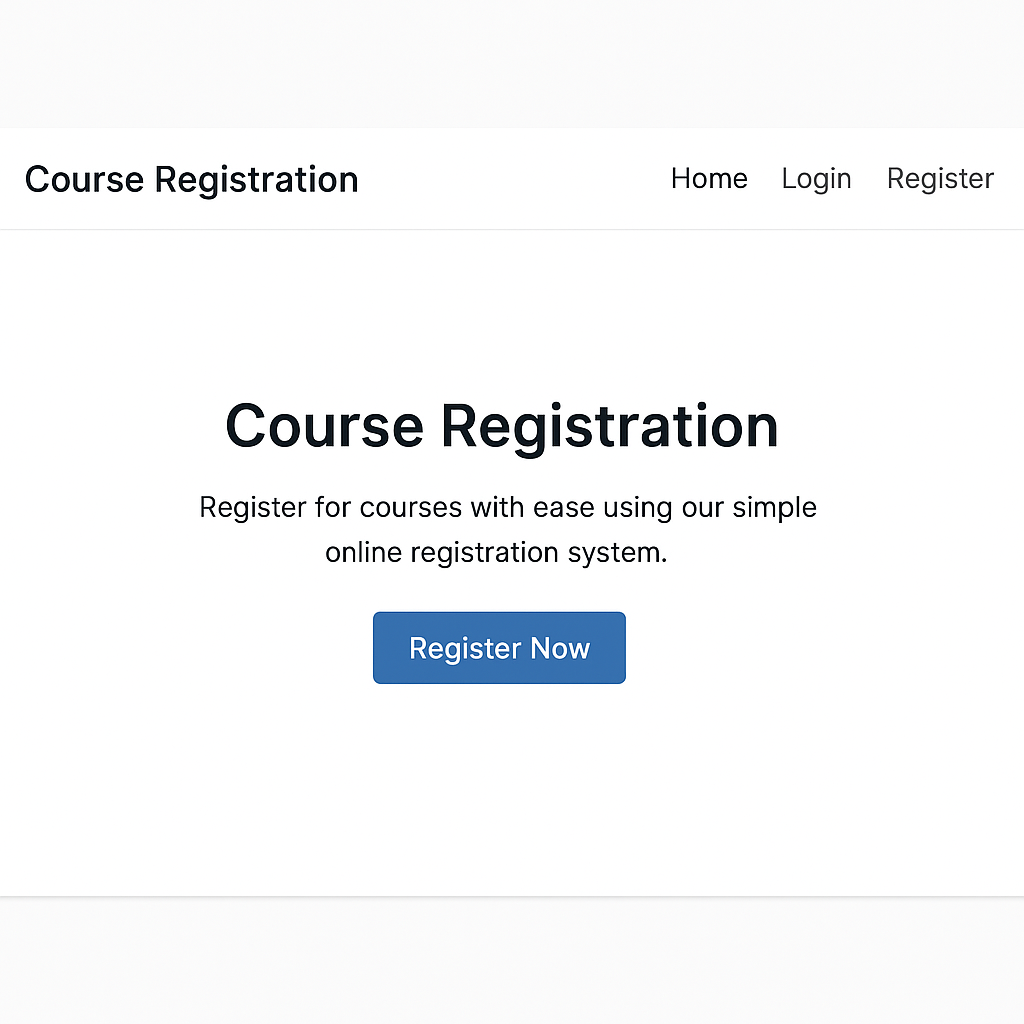 Course Registration
Home Login Register
Course Registration
Register for courses with ease using our simple
online registration system.
Register Now